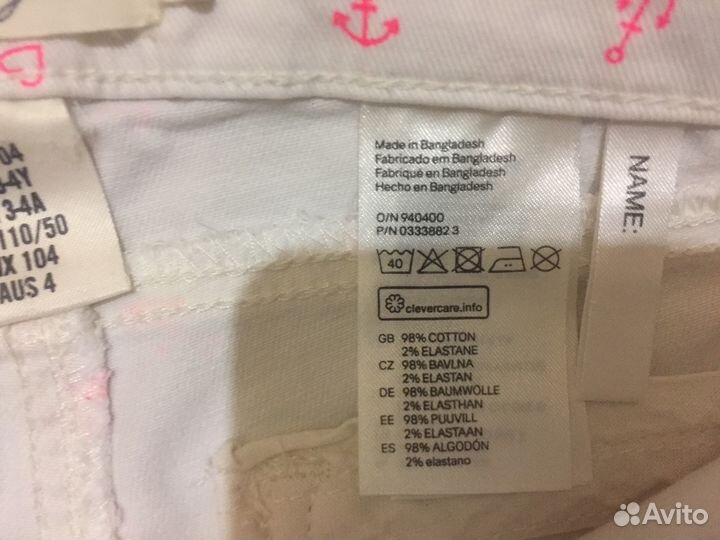 04
-4Y
3-4A
110/50
X 104
AUS 4
Made in Bangladesh
Fabricado em Bangladesh
Fabriqué en Bangladesh
Hecho en Bangladesh
O/N 940400
P/N 0333882 3
40
clevercare.info
GB 98% COTTON
2% ELASTANE
CZ 98% BAVLNA
2% ELASTAN
DE 98% BAUMWOLLE
2% ELASTHAN
EE 98% PUUVILL
2% ELASTAAN
ES 98% ALGODÓN
2% elastano
NAME:
Avito